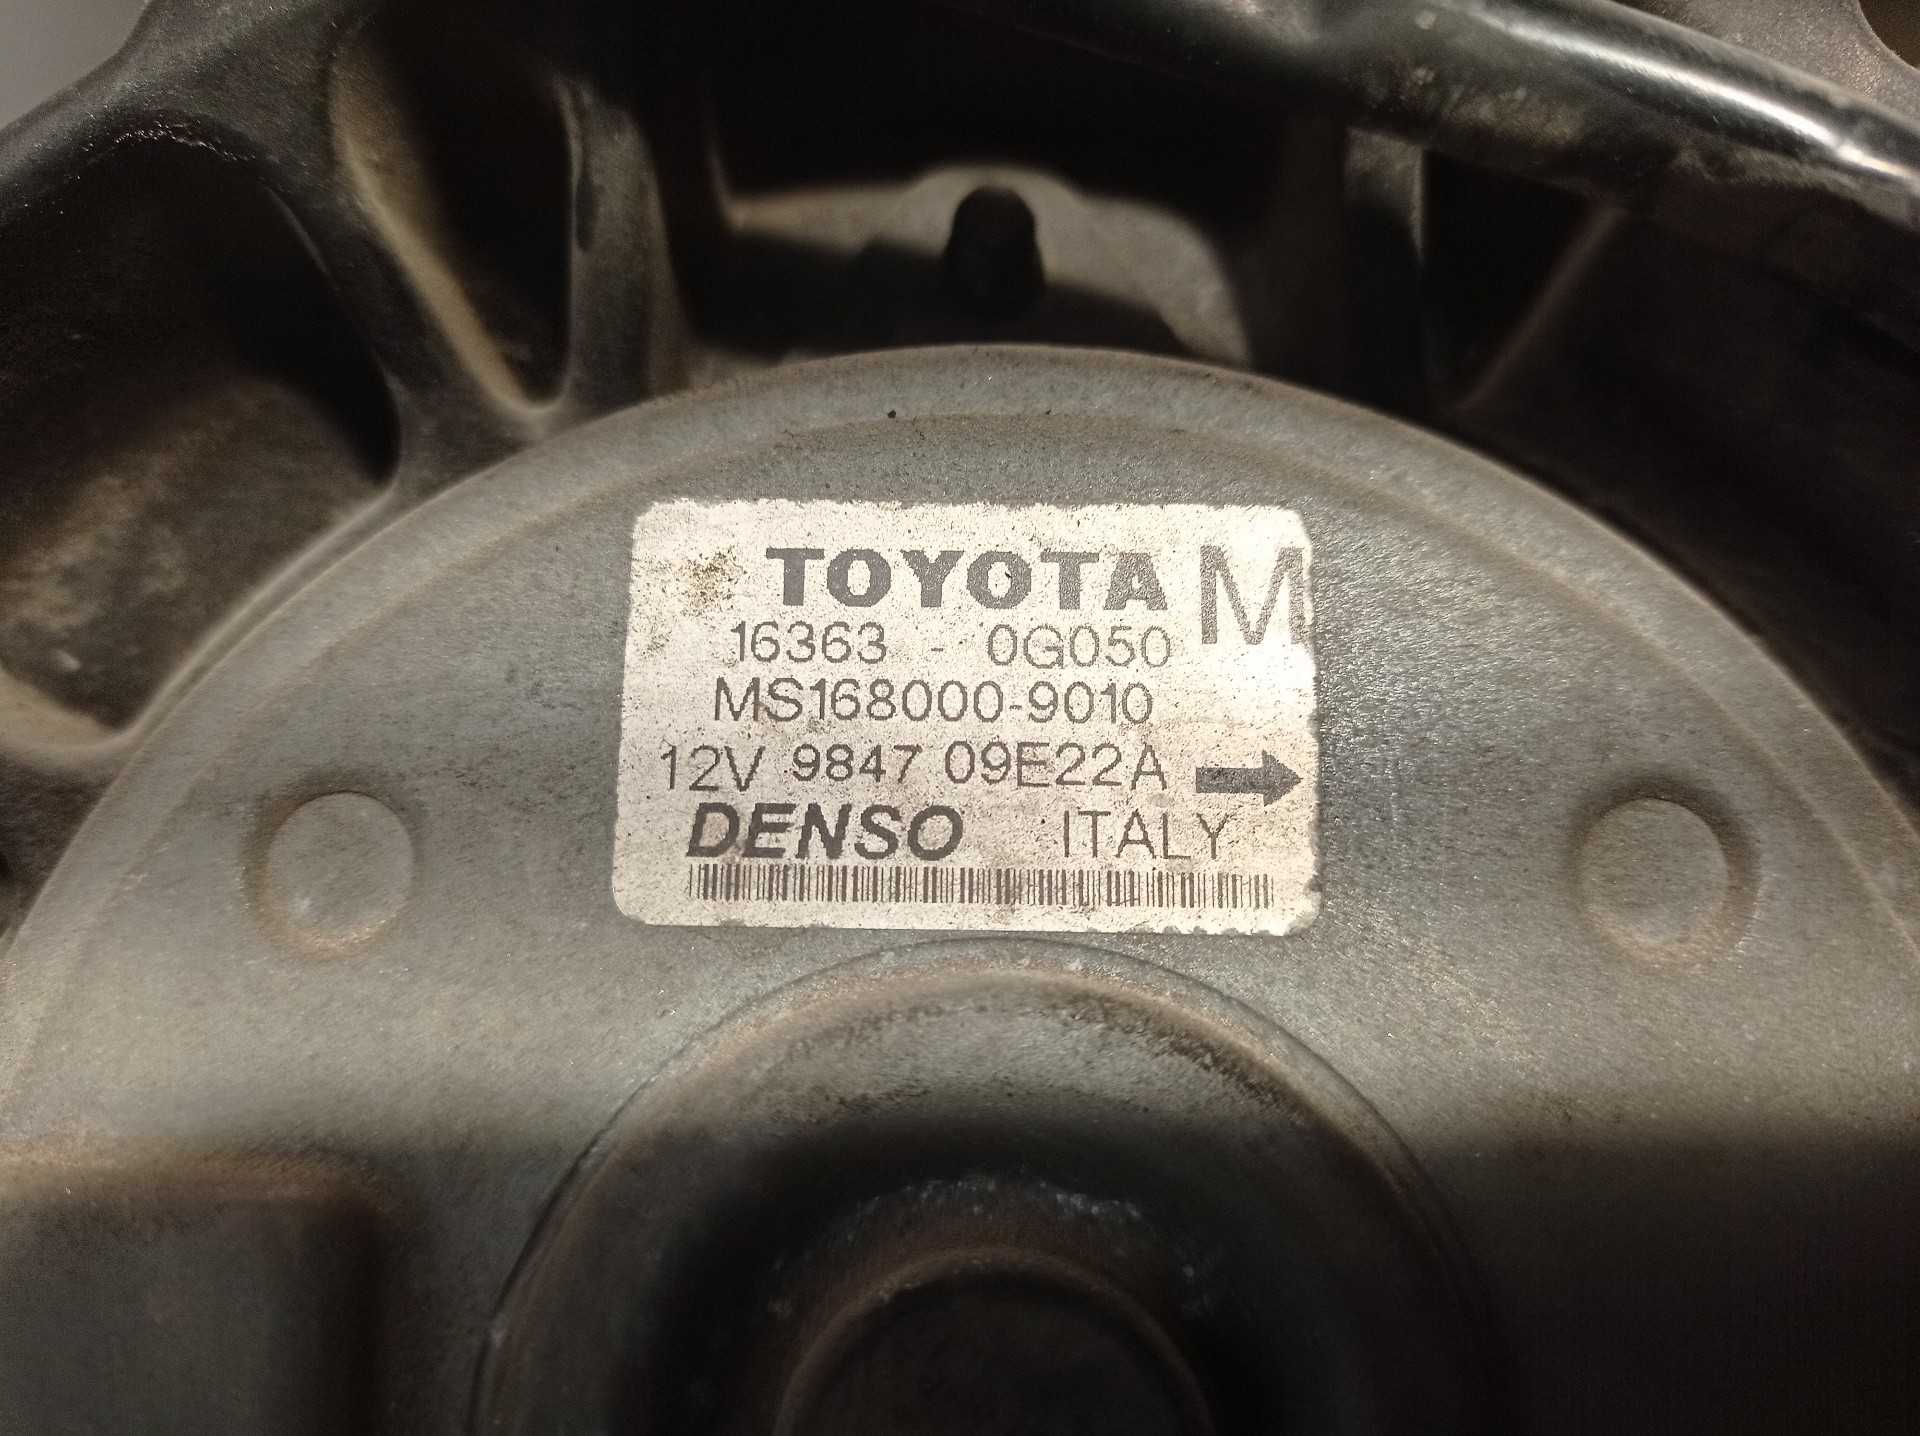 TOYOTA M
16363 - 0G050
MS168000-9010
12V 9847 09E22A
DENSO ITALY